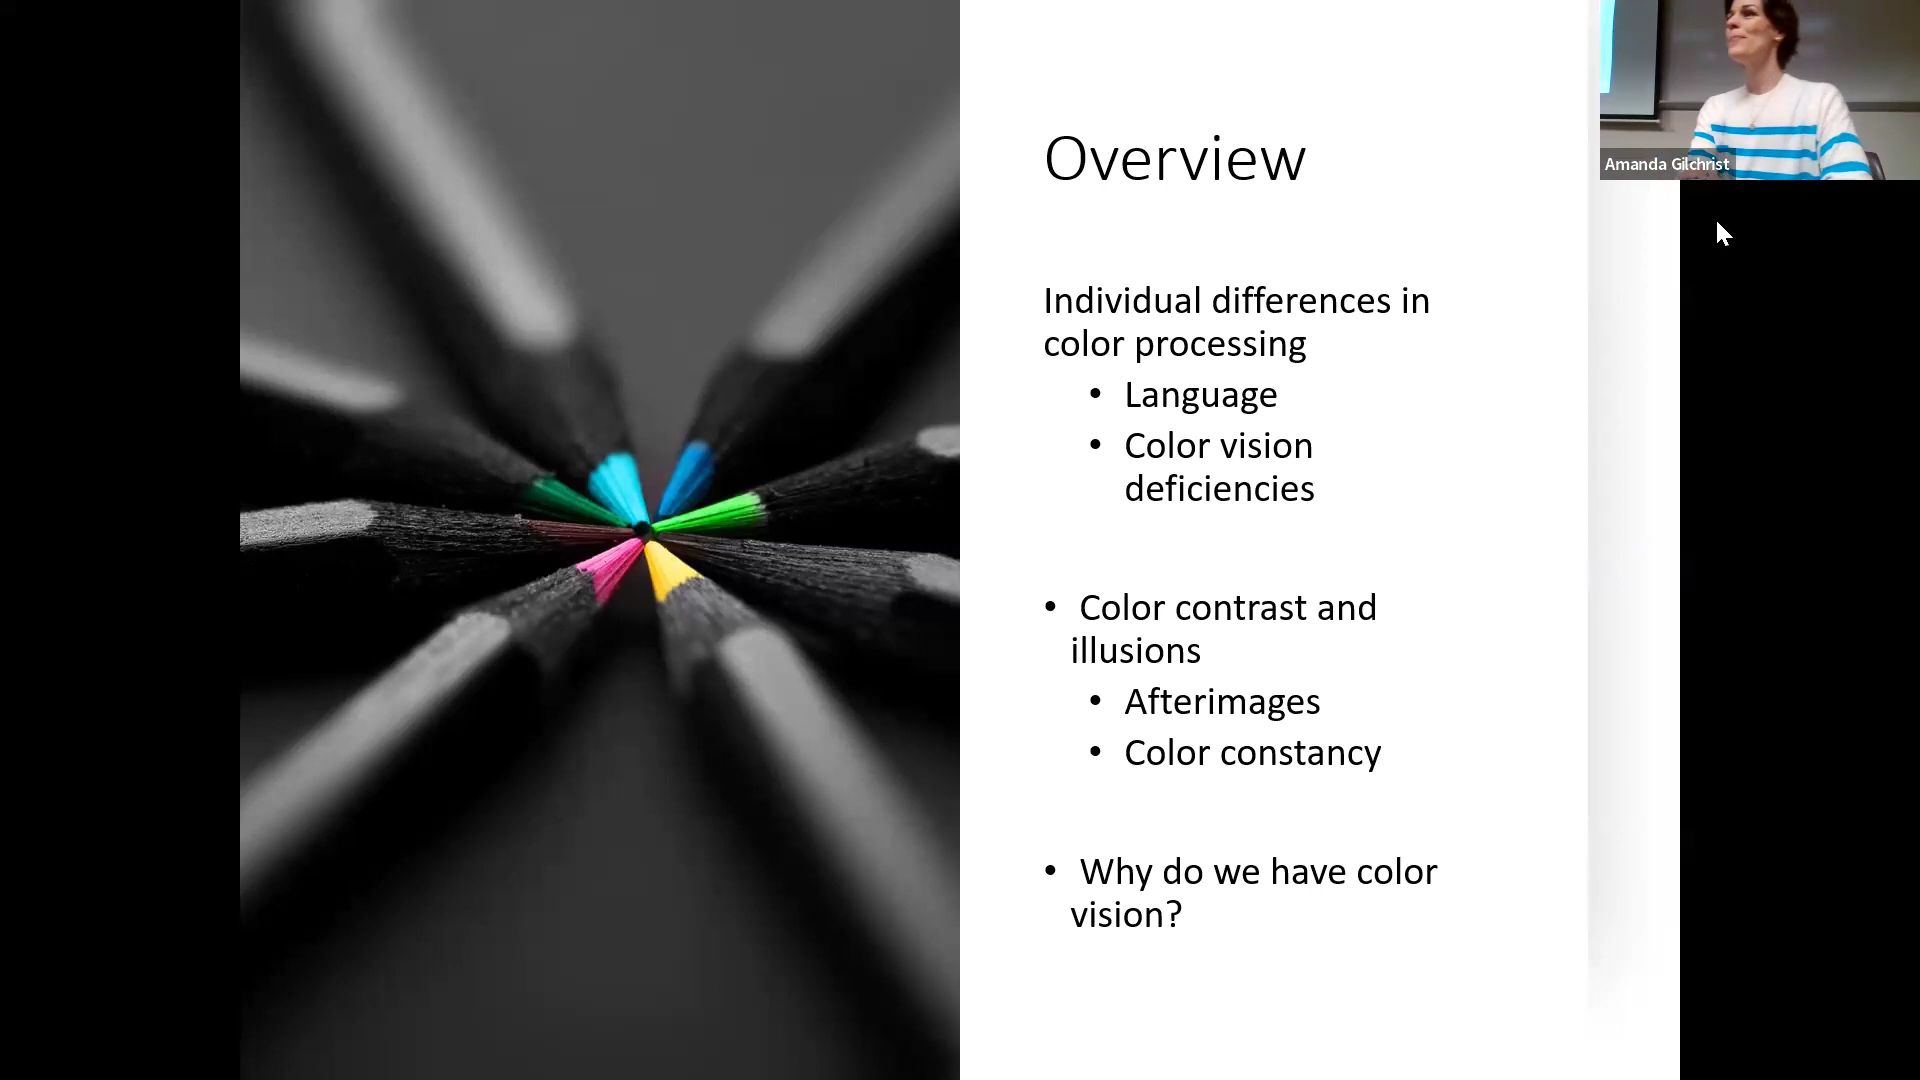 Overview
Individual differences in
color processing
• Language
• Color vision
deficiencies
• Color contrast and
illusions
• Afterimages
• Color constancy
• Why do we have color
vision?
Amanda Gilchrist